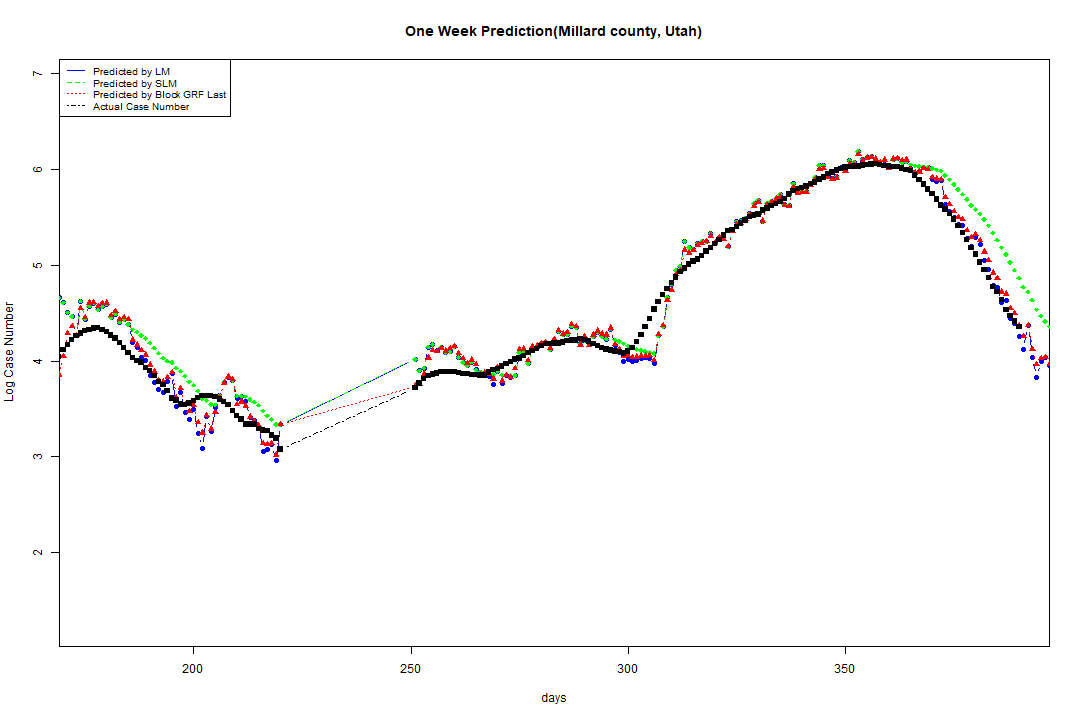 One Week Prediction(Millard county, Utah)
Predicted by LM
Predicted by SLM
Predicted by Block GRF Last
Actual Case Number
7
6
5
4
3
2
Log Case Number
200
250
300
350
days